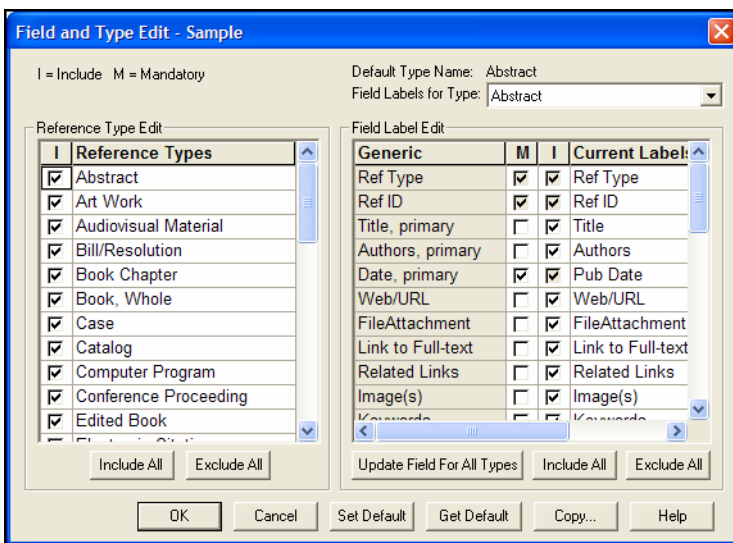 Field and Type Edit - Sample
I = Include M = Mandatory
Default Type Name: Abstract
Field Labels for Type: Abstract
Reference Type Edit
I Reference Types
Abstract
Art Work
Audiovisual Material
Bill/Resolution
Book Chapter
Book, Whole
Case
Catalog
Computer Program
Conference Proceeding
Edited Book
Include All Exclude All
Field Label Edit
Generic M I Current Labels
Ref Type Ref Type
Ref ID Ref ID
Title, primary Title
Authors, primary Authors
Date, primary Pub Date
Web/URL Web/URL
FileAttachment FileAttachment
Link to Full-text Link to Full-text
Related Links Related Links
Image(s) Image(s)
Keywords Keywords
Update Field For All Types Include All Exclude All
OK Cancel Set Default Get Default Copy... Help